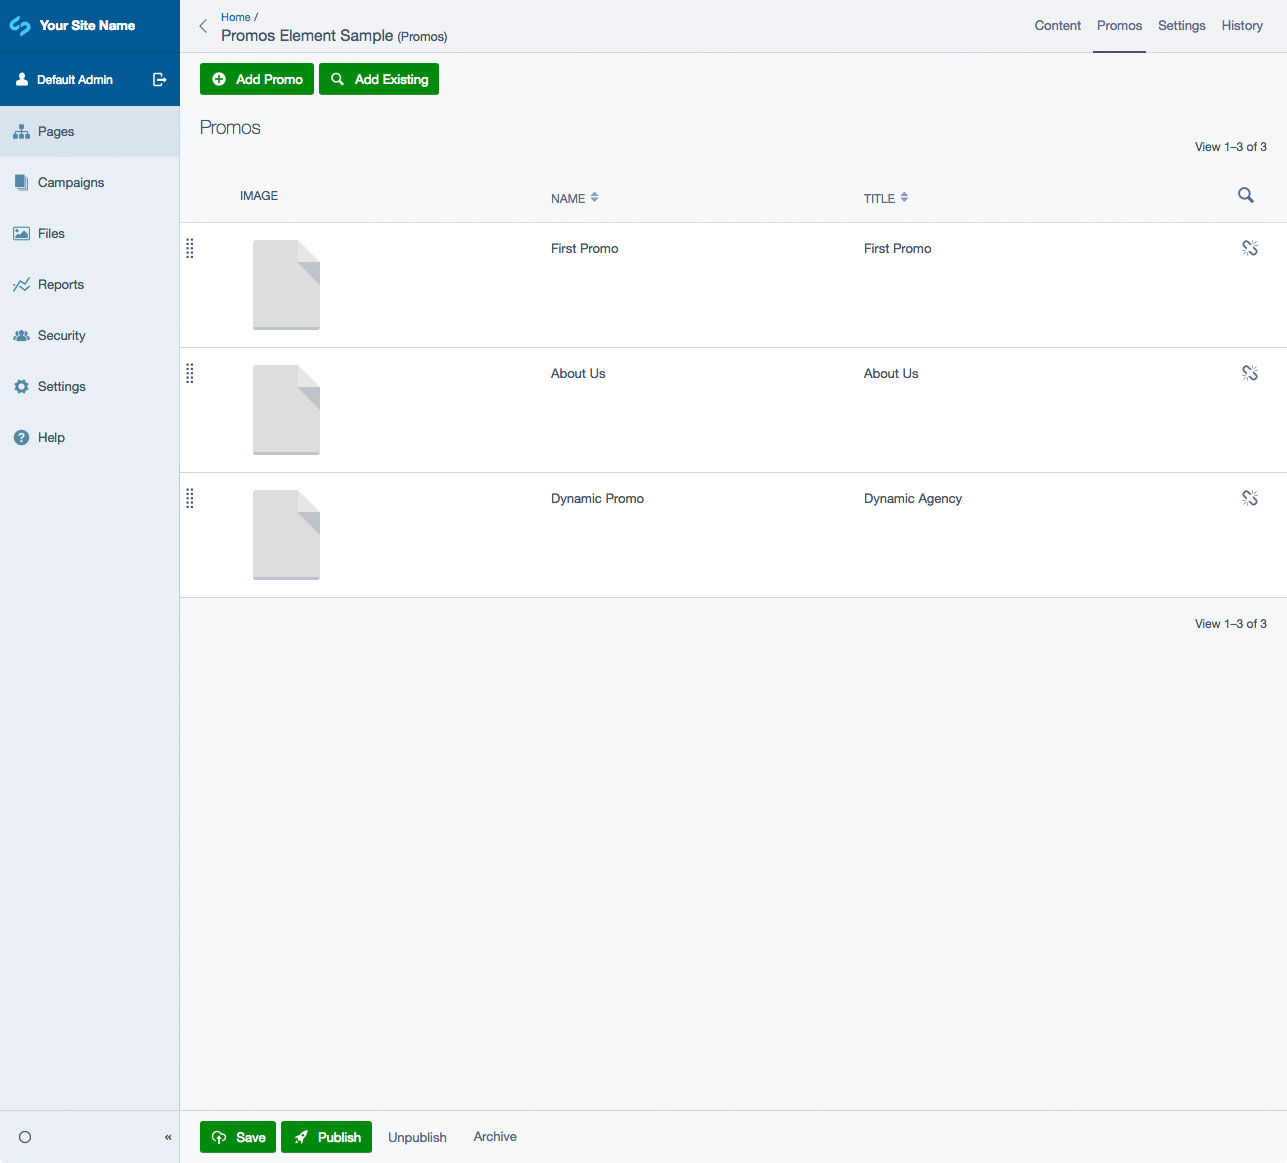 Your Site Name
Default Admin
Pages
Campaigns
Files
Reports
Security
Settings
Help
«
Home /
Promos Element Sample (Promos)
Content Promos Settings History
Add Promo Add Existing
Promos
View 1–3 of 3
IMAGE NAME TITLE
First Promo First Promo
About Us About Us
Dynamic Promo Dynamic Agency
View 1–3 of 3
Save Publish Unpublish Archive